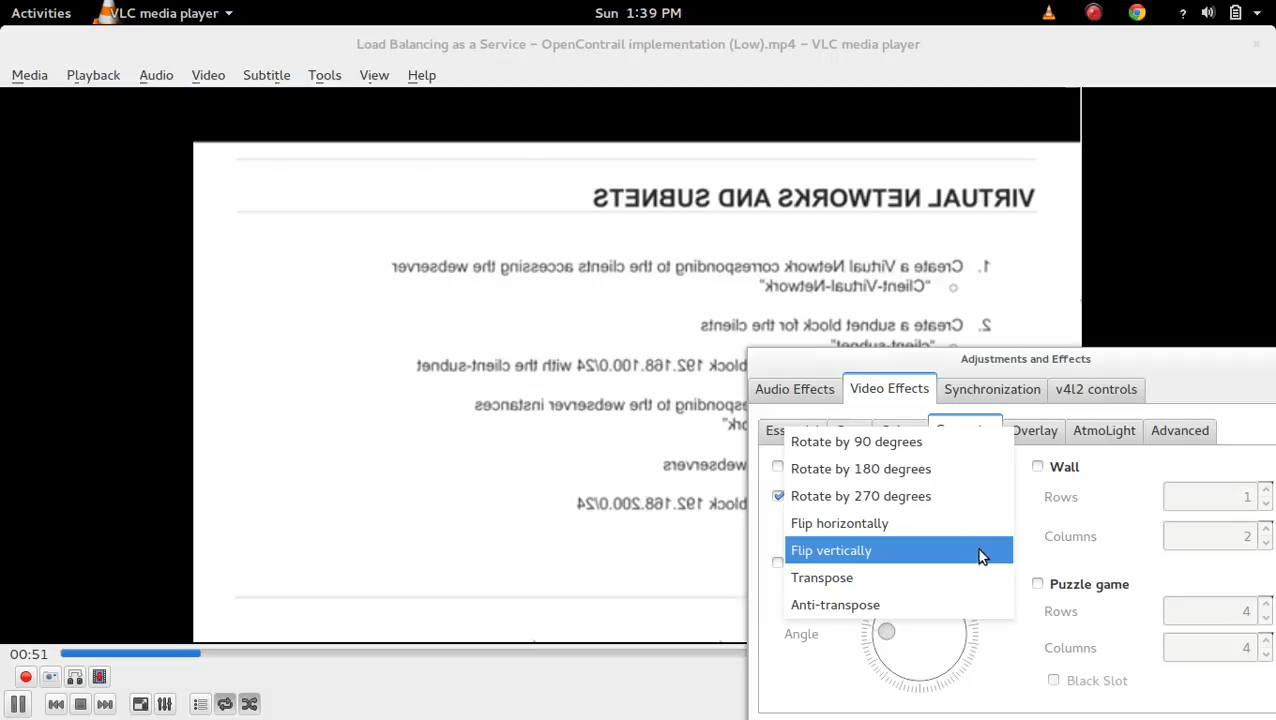 Activities VLC media player Sun 1:39 PM ?
Load Balancing as a Service – OpenContrail implementation (Low).mp4 – VLC media player
Media Playback Audio Video Subtitle Tools View Help
VIRTUAL NETWORKS AND SUBNETS
1. Create a Virtual Network corresponding to the clients accessing the webserver
○ "Client-Virtual-Network"
2. Create a subnet block for the clients
○ "client-subnet"
block 192.168.100.0/24 with the client-subnet
to the webserver instances
webservers
block 192.168.200.0/24
Adjustments and Effects
Audio Effects Video Effects Synchronization v4l2 controls
Overlay AtmoLight Advanced
Rotate by 90 degrees
Rotate by 180 degrees
Rotate by 270 degrees
Flip horizontally
Flip vertically
Transpose
Anti-transpose
Angle
Wall
Rows 1
Columns 2
Puzzle game
Rows 4
Columns 4
Black Slot
00:51